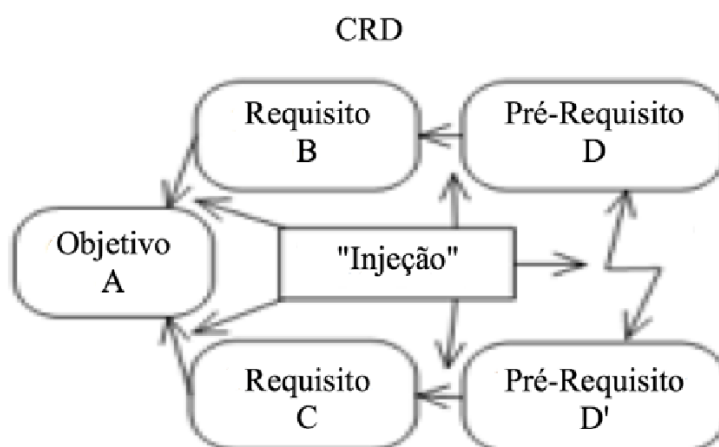 CRD
Requisito
B
Pré-Requisito
D
Objetivo
A
"Injeção"
Requisito
C
Pré-Requisito
D'